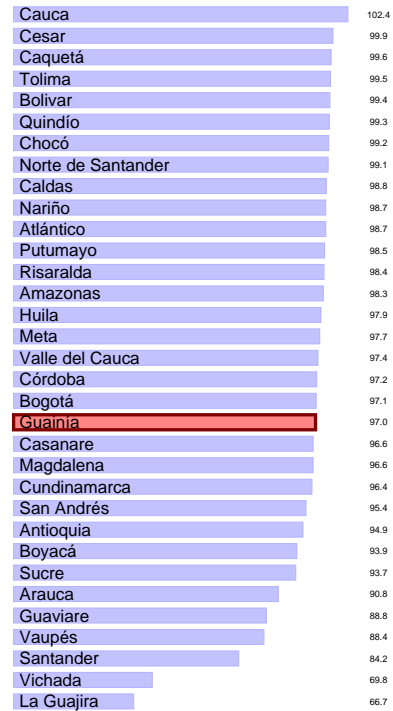 Cauca 102.4
Cesar 99.9
Caquetá 99.6
Tolima 99.5
Bolivar 99.4
Quindío 99.3
Chocó 99.2
Norte de Santander 99.1
Caldas 98.8
Nariño 98.7
Atlántico 98.7
Putumayo 98.5
Risaralda 98.4
Amazonas 98.3
Huila 97.9
Meta 97.7
Valle del Cauca 97.4
Córdoba 97.2
Bogotá 97.1
Guainía 97.0
Casanare 96.6
Magdalena 96.6
Cundinamarca 96.4
San Andrés 95.4
Antioquia 94.9
Boyacá 93.9
Sucre 93.7
Arauca 90.8
Guaviare 88.8
Vaupés 88.4
Santander 84.2
Vichada 69.8
La Guajira 66.7